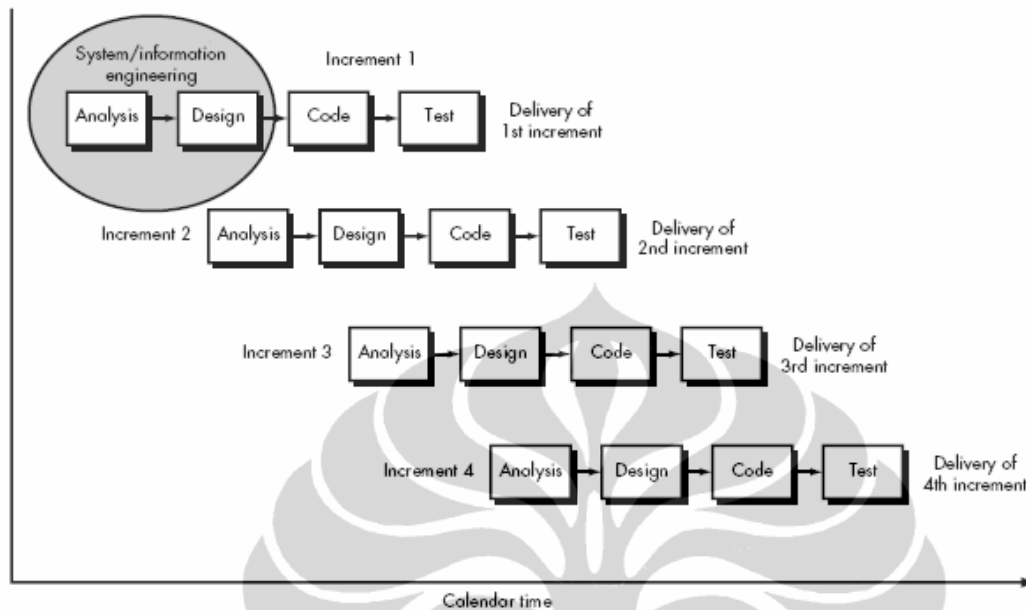 System/information
engineering
Increment 1
Analysis
Design
Code
Test
Delivery of
1st increment
Increment 2
Analysis
Design
Code
Test
Delivery of
2nd increment
Increment 3
Analysis
Design
Code
Test
Delivery of
3rd increment
Increment 4
Analysis
Design
Code
Test
Delivery of
4th increment
Calendar time